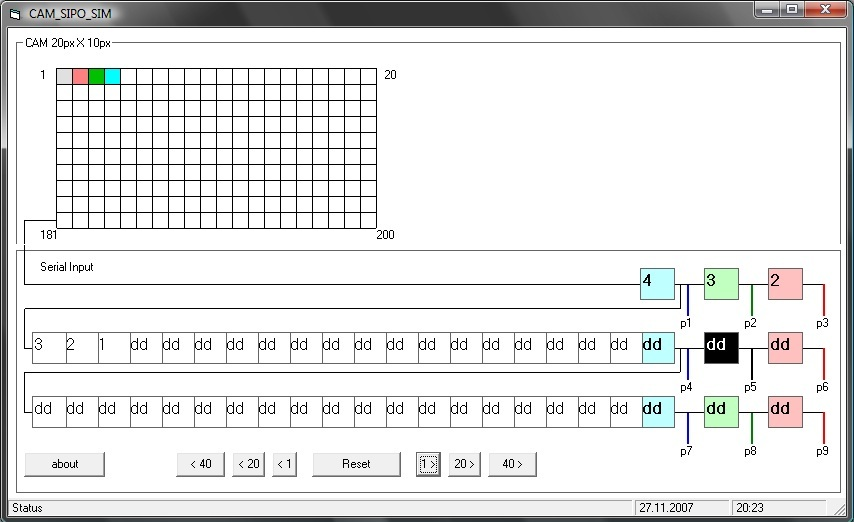 CAM_SIPO_SIM
CAM 20px X 10px
1 20
181 200
Serial Input
4 3 2
p1 p2 p3
3 2 1 dd dd dd dd dd dd dd dd dd dd dd dd dd dd dd dd dd dd dd dd dd
p4 p5 p6
dd dd dd dd dd dd dd dd dd dd dd dd dd dd dd dd dd dd dd dd dd dd
p7 p8 p9
about < 40 < 20 < 1 Reset 1 > 20 > 40 >
Status 27.11.2007 20:23